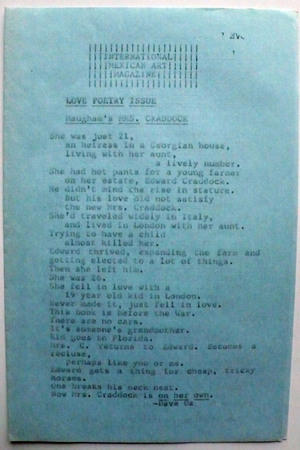 INTERNATIONAL
MEXICAN ART
MAGAZINE
LOVE POETRY ISSUE
Maugham's MRS. CRADDOCK
She was just 21,
an heiress in a Georgian house,
living with her aunt,
a lively number.
She had hot pants for a young farmer
on her estate, Edward Craddock.
He didn't mind the rise in stature.
But his love did not satisfy
the new Mrs. Craddock.
She'd traveled widely in Italy,
and lived in London with her aunt.
Trying to have a child
almost killed her.
Edward thrived, expanding the farm and
getting elected to a lot of things.
Then she left him.
She was 26.
She fell in love with a
19 year old kid in London.
Never made it, just fell in love.
This book is before the War.
There are no cars.
It's someone's grandmother.
Kid goes to Florida.
Mrs. C. returns to Edward. Becomes a
recluse,
perhaps like you or me.
Edward gets a thing for cheap, tricky
horses.
One breaks his neck next.
Now Mrs. Craddock is on her own.
-Dave Oz